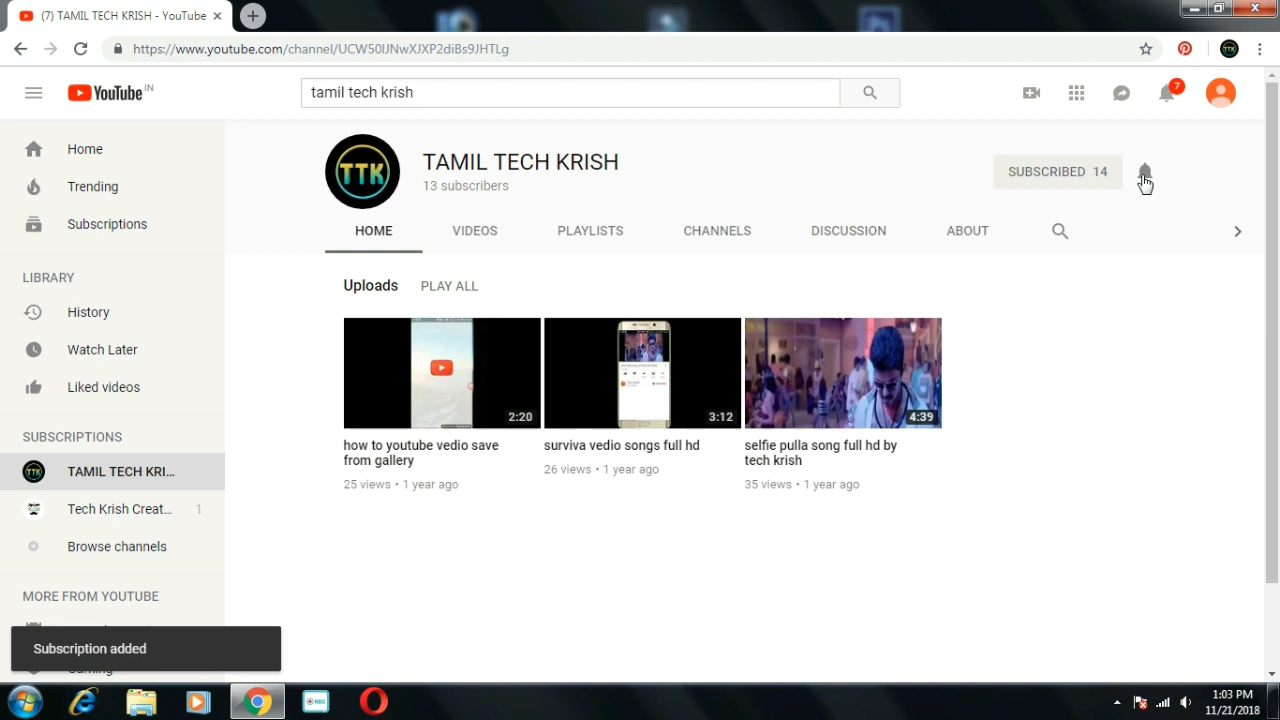 (7) TAMIL TECH KRISH - YouTube
https://www.youtube.com/channel/UCW50IJNwXJXP2diBs9JHTLg
YouTube IN
tamil tech krish
7
Home
Trending
Subscriptions
LIBRARY
History
Watch Later
Liked videos
SUBSCRIPTIONS
TAMIL TECH KRI...
Tech Krish Creat... 1
Browse channels
MORE FROM YOUTUBE
Gaming
Subscription added
TTK
TAMIL TECH KRISH
13 subscribers
SUBSCRIBED 14
HOME VIDEOS PLAYLISTS CHANNELS DISCUSSION ABOUT
Uploads PLAY ALL
2:20
how to youtube vedio save
from gallery
25 views • 1 year ago
3:12
surviva vedio songs full hd
26 views • 1 year ago
4:39
selfie pulla song full hd by
tech krish
35 views • 1 year ago
REC
1:03 PM
11/21/2018